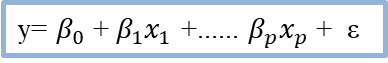 y= β₀ + β₁x₁ +...... βₚxₚ + ε